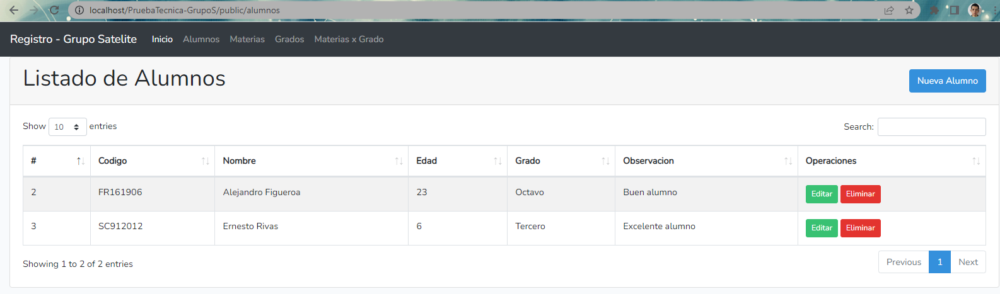 localhost/PruebaTecnica-GrupoS/public/alumnos
Registro - Grupo Satelite Inicio Alumnos Materias Grados Materias x Grado
Listado de Alumnos
Nueva Alumno
Show 10 entries Search:
# Codigo Nombre Edad Grado Observacion Operaciones
2 FR161906 Alejandro Figueroa 23 Octavo Buen alumno Editar Eliminar
3 SC912012 Ernesto Rivas 6 Tercero Excelente alumno Editar Eliminar
Showing 1 to 2 of 2 entries Previous 1 Next